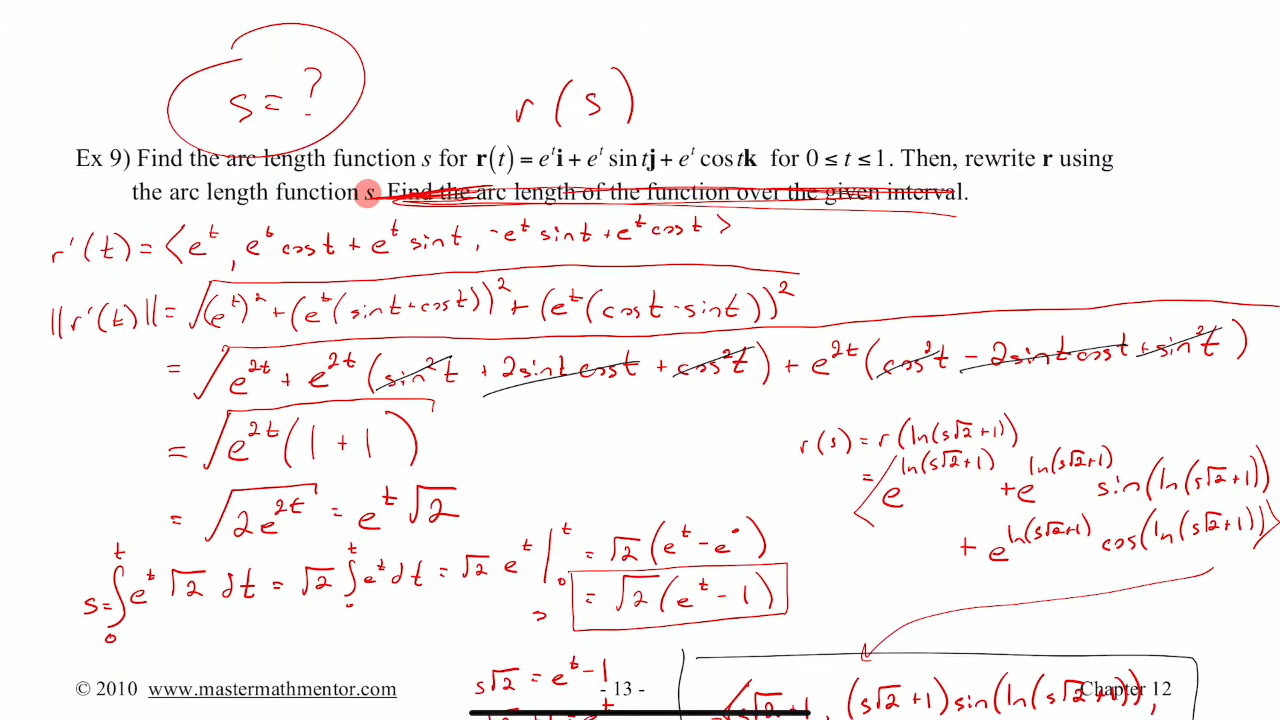 s = ?
r(s)
Ex 9) Find the arc length function s for r(t) = e^t i + e^t sin t j + e^t cos t k for 0 ≤ t ≤ 1. Then, rewrite r using
the arc length function s. Find the arc length of the function over the given interval.
r'(t) = ⟨e^t, e^t cos t + e^t sin t, -e^t sin t + e^t cos t⟩
||r'(t)|| = √((e^t)^2 + (e^t(sin t + cos t))^2 + (e^t(cos t - sin t))^2)
= √(e^2t + e^2t(sin^2 t + 2 sin t cos t + cos^2 t) + e^2t(cos^2 t - 2 sin t cos t + sin^2 t))
= √(e^2t(1 + 1))
= √(2e^2t) = e^t √2
s = ∫_0^t e^t √2 dt = √2 ∫_0^t e^t dt = √2 e^t |_0^t = √2(e^t - e^0)
= √2(e^t - 1)
s√2 = e^t - 1
r(s) = r(ln(s√2+1))
= ⟨e^ln(s√2+1) + e^ln(s√2+1) sin(ln(s√2+1))
+ e^ln(s√2+1) cos(ln(s√2+1))⟩
s√2+1, (s√2+1) sin(ln(s√2+1)),
© 2010 www.mastermathmentor.com - 13 - Chapter 12